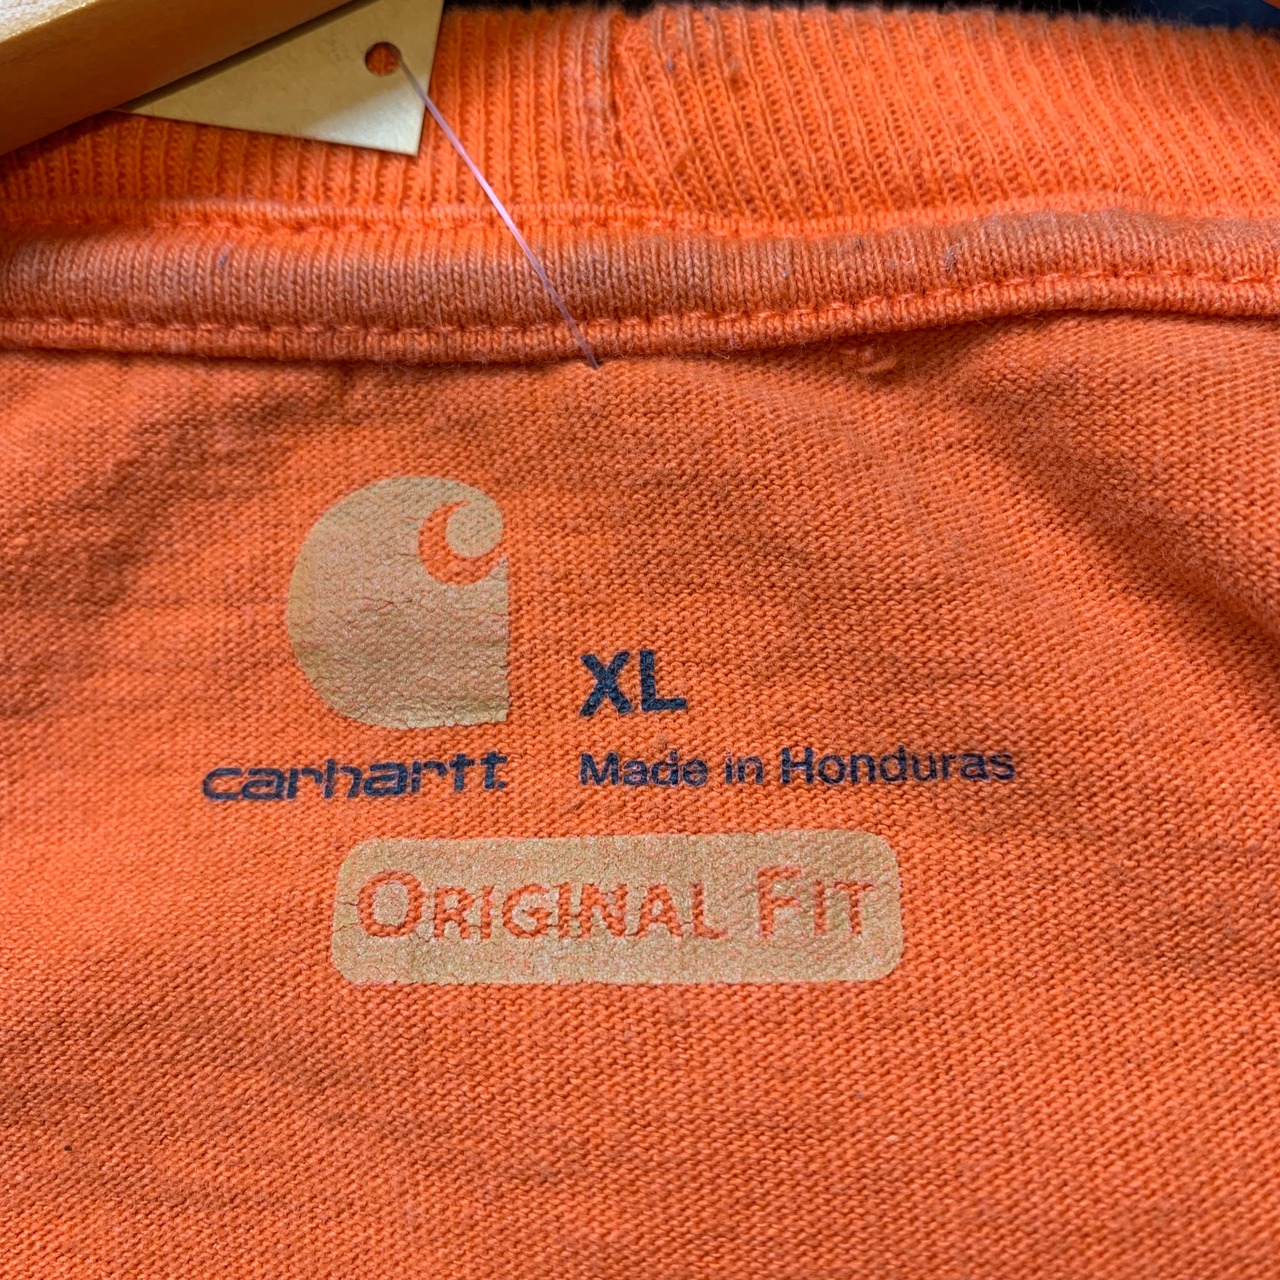 XL
carhartt.
Made in Honduras
ORIGINAL FIT